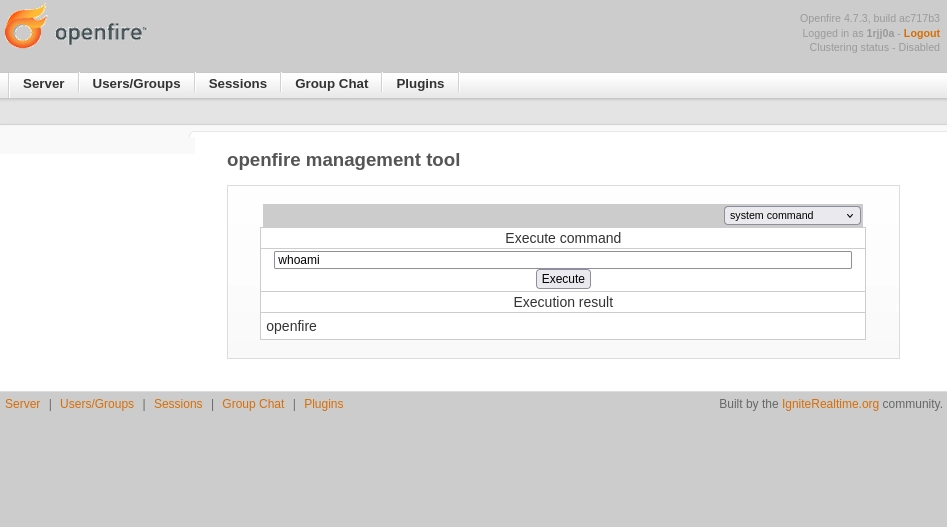 openfire™
Openfire 4.7.3, build ac717b3
Logged in as 1rjj0a - Logout
Clustering status - Disabled
Server Users/Groups Sessions Group Chat Plugins
openfire management tool
system command
Execute command
whoami
Execute
Execution result
openfire
Server | Users/Groups | Sessions | Group Chat | Plugins
Built by the IgniteRealtime.org community.